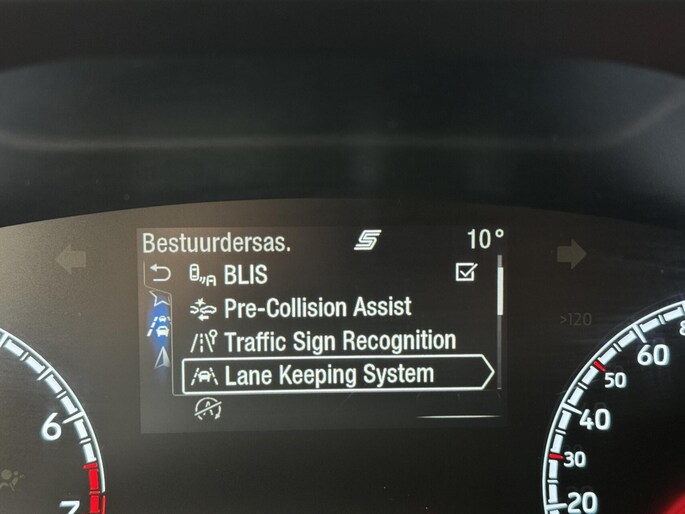 Bestuurdersas.
S
10°
BLIS
Pre-Collision Assist
Traffic Sign Recognition
Lane Keeping System
>120
6
7
60
50
40
30
20